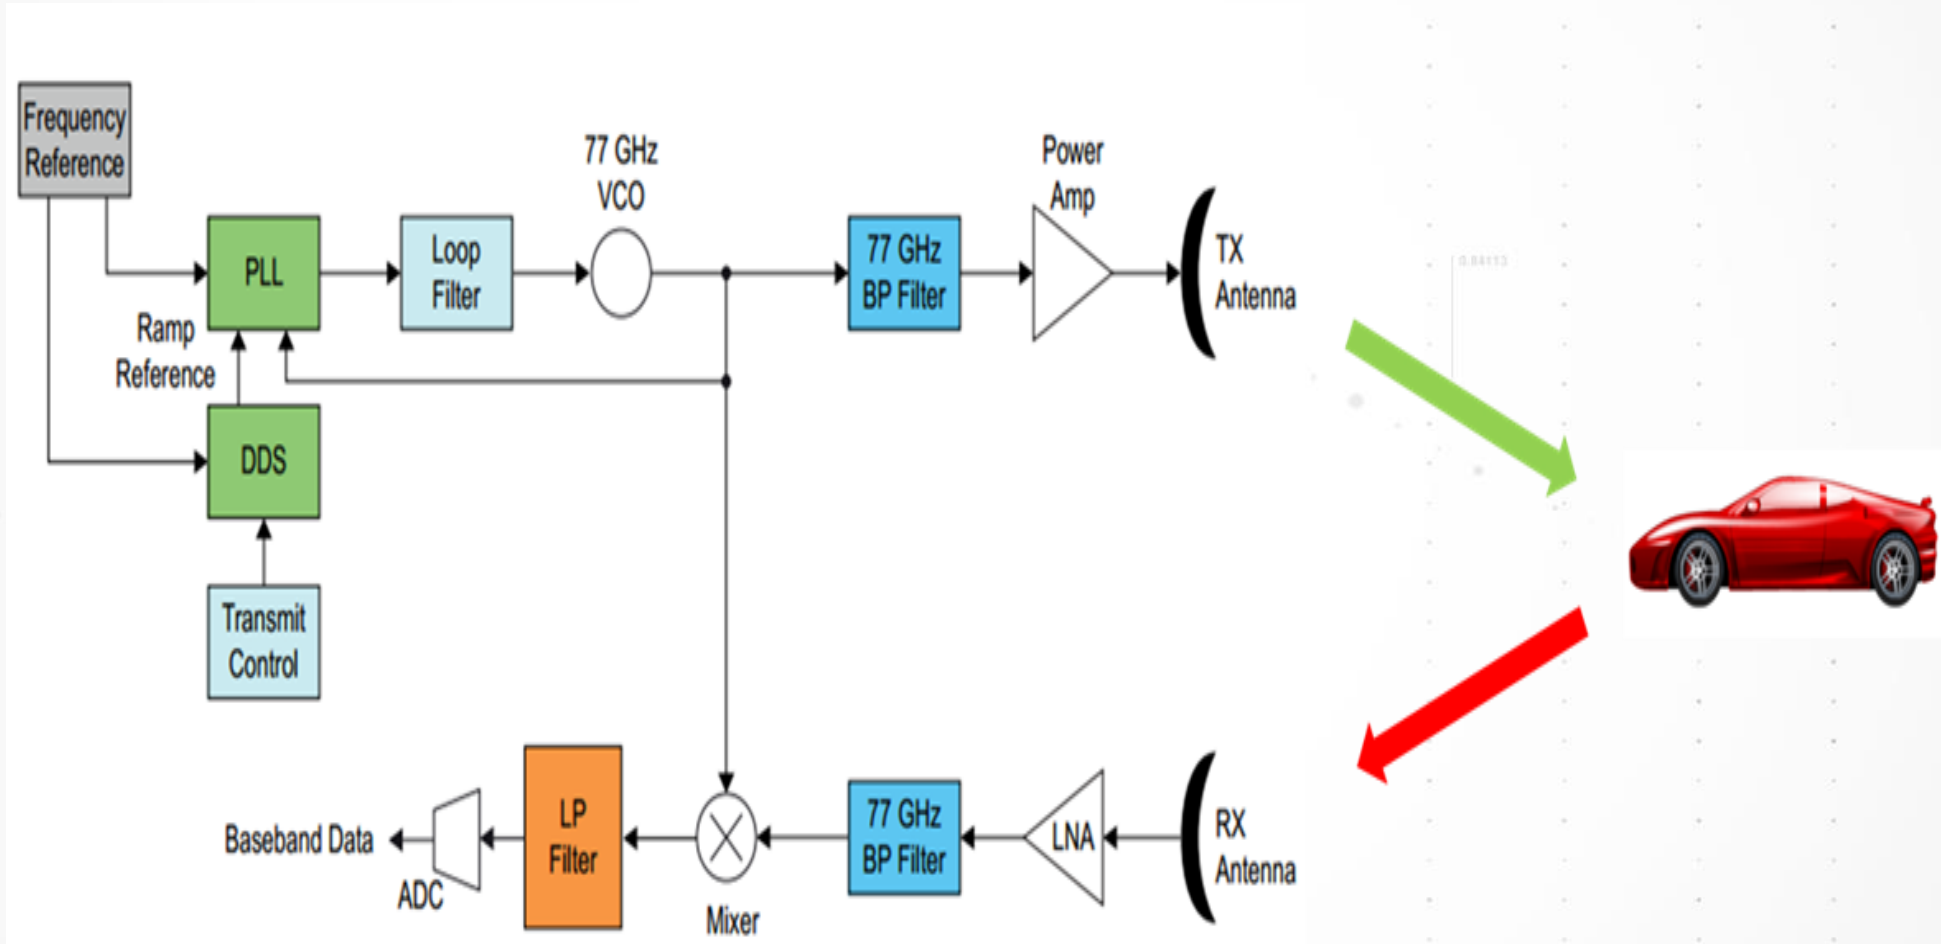 Frequency
Reference
77 GHz
VCO
Power
Amp
PLL
Loop
Filter
77 GHz
BP Filter
TX
Antenna
Ramp
Reference
DDS
Transmit
Control
Baseband Data
ADC
LP
Filter
Mixer
77 GHz
BP Filter
LNA
RX
Antenna